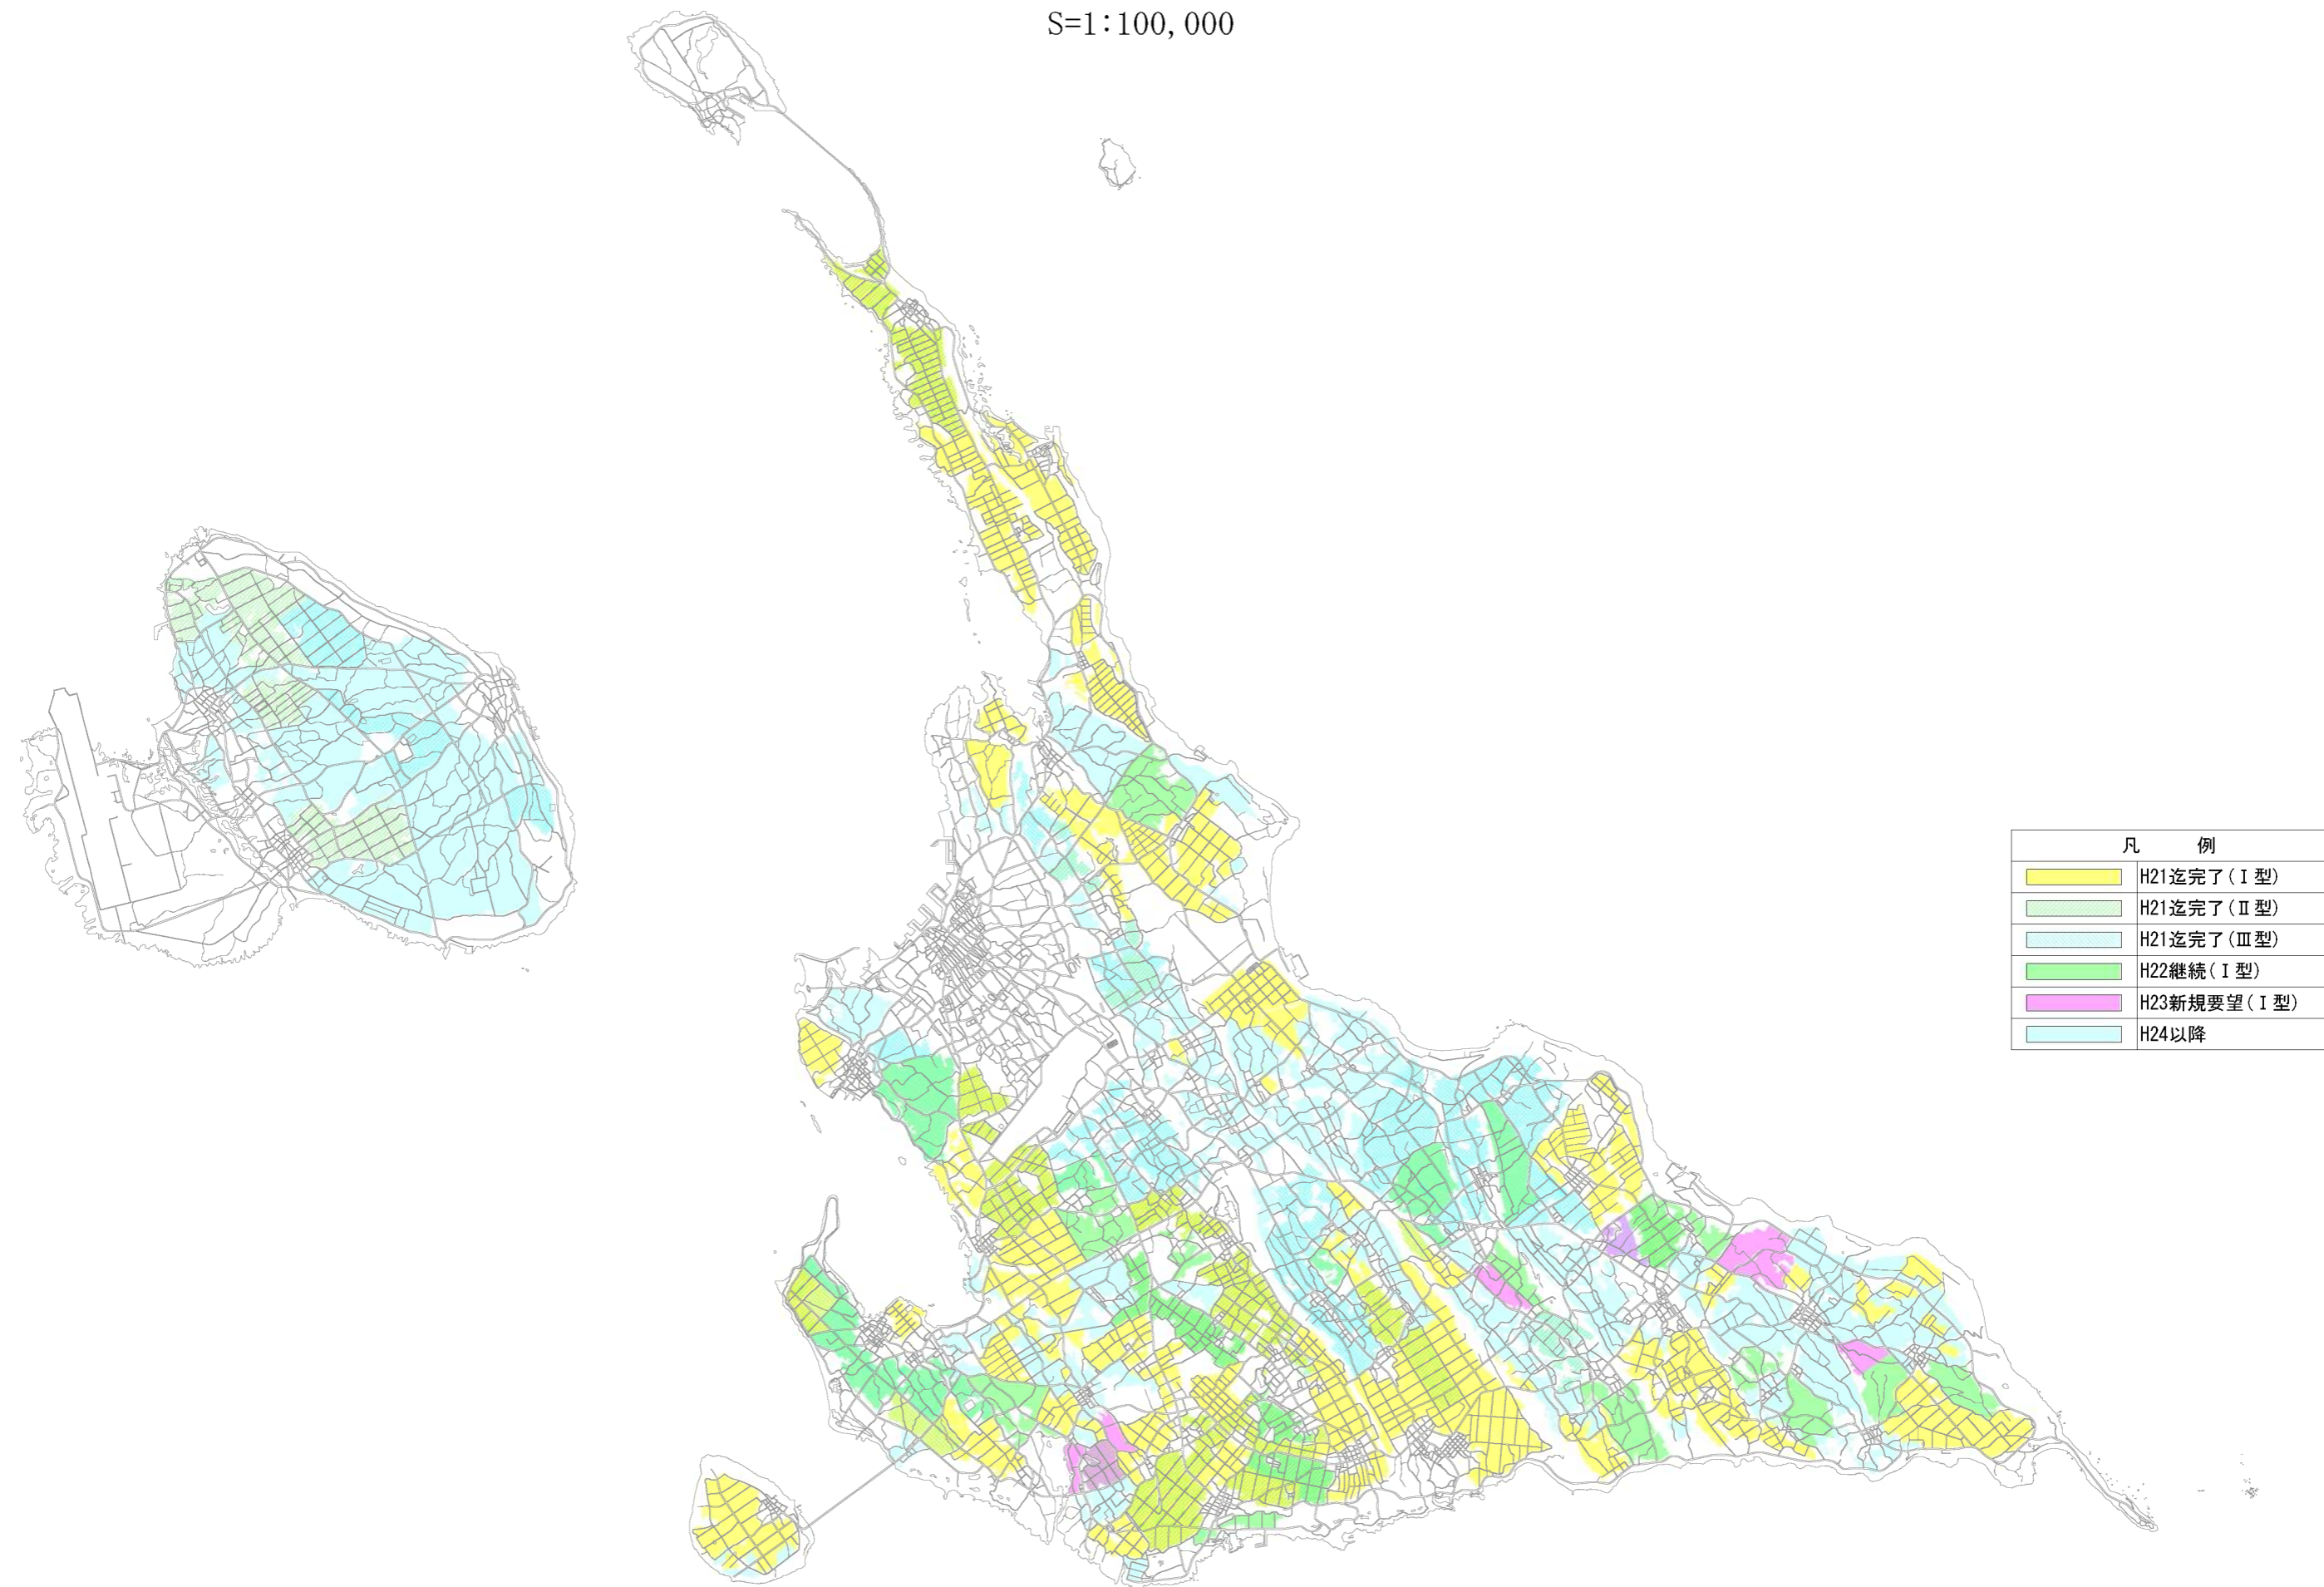 S=1:100,000
凡 例
H21迄完了(Ⅰ型)
H21迄完了(Ⅱ型)
H21迄完了(Ⅲ型)
H22継続(Ⅰ型)
H23新規要望(Ⅰ型)
H24以降